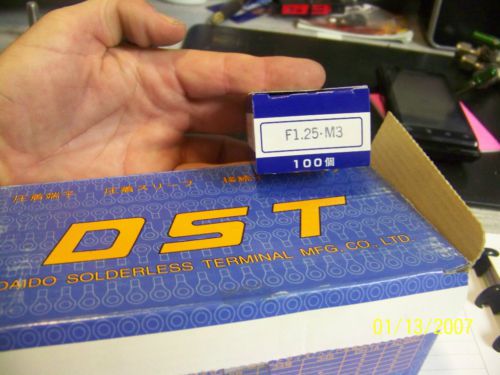 F1.25-M3
100個
圧着端子 圧着スリーブ 接続
DST
DAIDO SOLDERLESS TERMINAL MFG.CO.,LTD.
01/13/2007